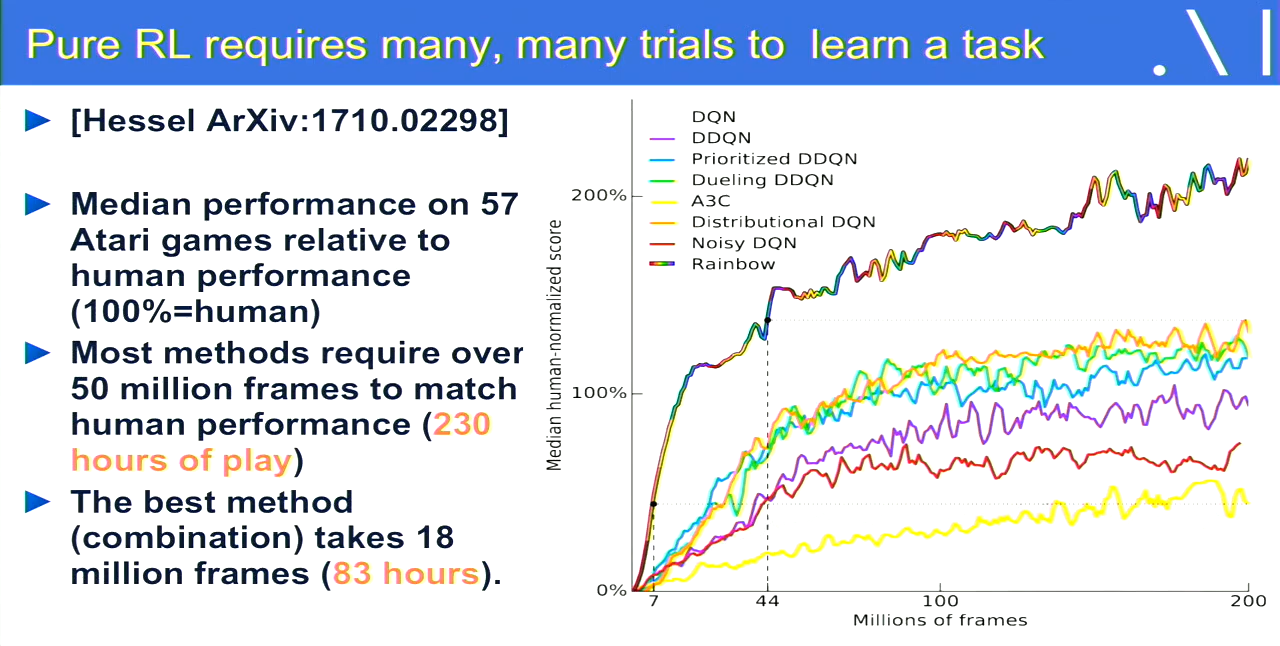 Pure RL requires many, many trials to learn a task
[Hessel ArXiv:1710.02298]
Median performance on 57
Atari games relative to
human performance
(100%=human)
Most methods require over
50 million frames to match
human performance (230
hours of play)
The best method
(combination) takes 18
million frames (83 hours).
DQN
DDQN
Prioritized DDQN
Dueling DDQN
A3C
Distributional DQN
Noisy DQN
Rainbow
Median human-normalized score
200%
100%
0%
7 44 100 200
Millions of frames